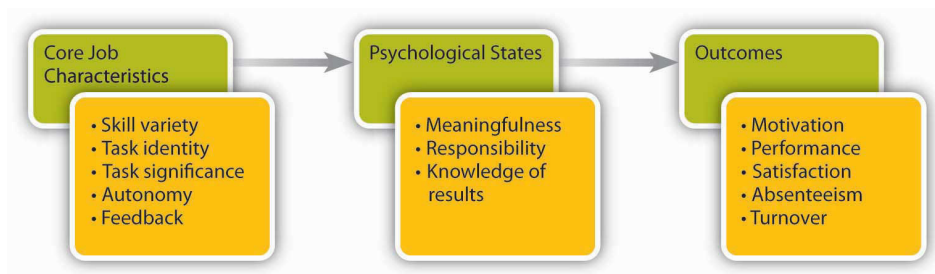 Core Job
Characteristics
• Skill variety
• Task identity
• Task significance
• Autonomy
• Feedback
Psychological States
• Meaningfulness
• Responsibility
• Knowledge of
results
Outcomes
• Motivation
• Performance
• Satisfaction
• Absenteeism
• Turnover